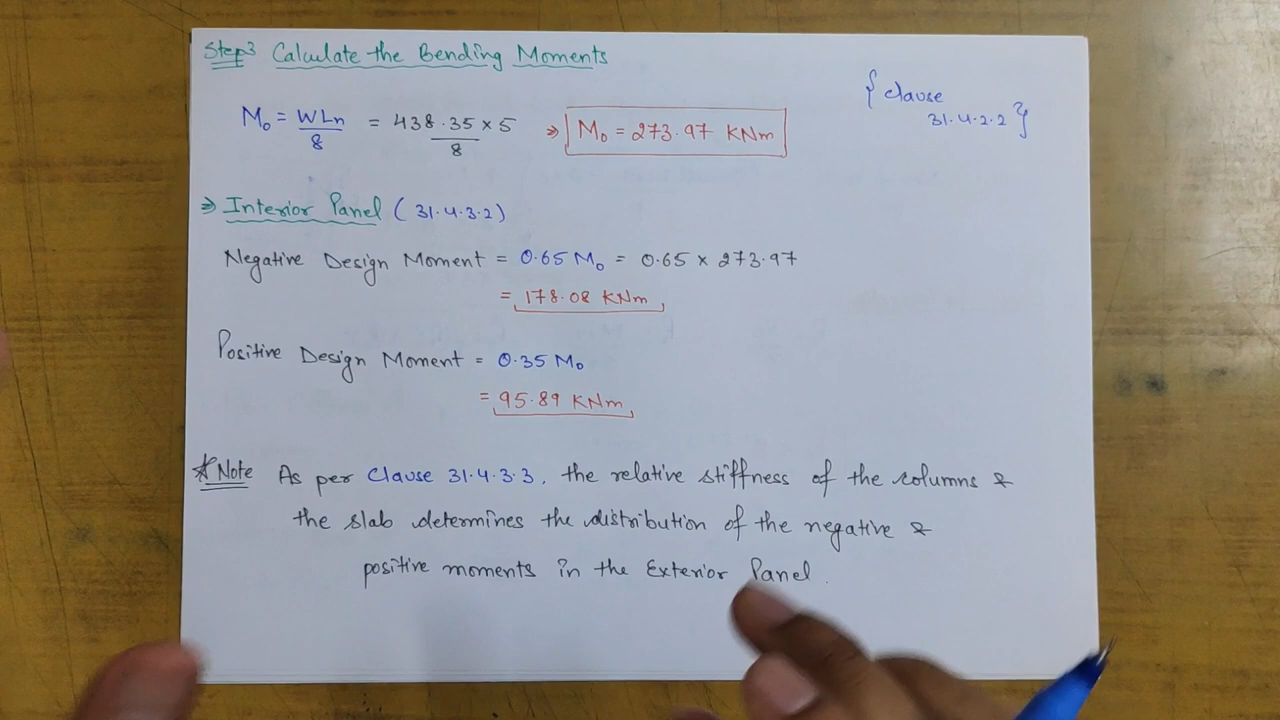 Step3 Calculate the Bending Moments
{ clause
31.4.2.2 }
M₀ = WLn/8 = 438.35 × 5/8 ⇒ M₀ = 273.97 KNm
⇒ Interior Panel (31.4.3.2)
Negative Design Moment = 0.65 M₀ = 0.65 × 273.97
= 178.08 KNm
Positive Design Moment = 0.35 M₀
= 95.89 KNm
* Note As per Clause 31.4.3.3, the relative stiffness of the columns &
the slab determines the distribution of the negative &
positive moments in the Exterior Panel.